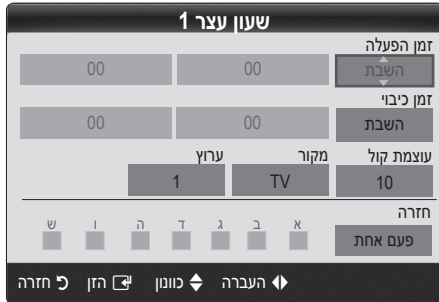 שעון עצר 1
זמן הפעלה
השבת 00 00
זמן כיבוי
השבת 00 00
עוצמת קול מקור ערוץ
10 TV 1
חזרה
א ב ג ד ה ו ש
פעם אחת
העברה כוונון הזן חזרה